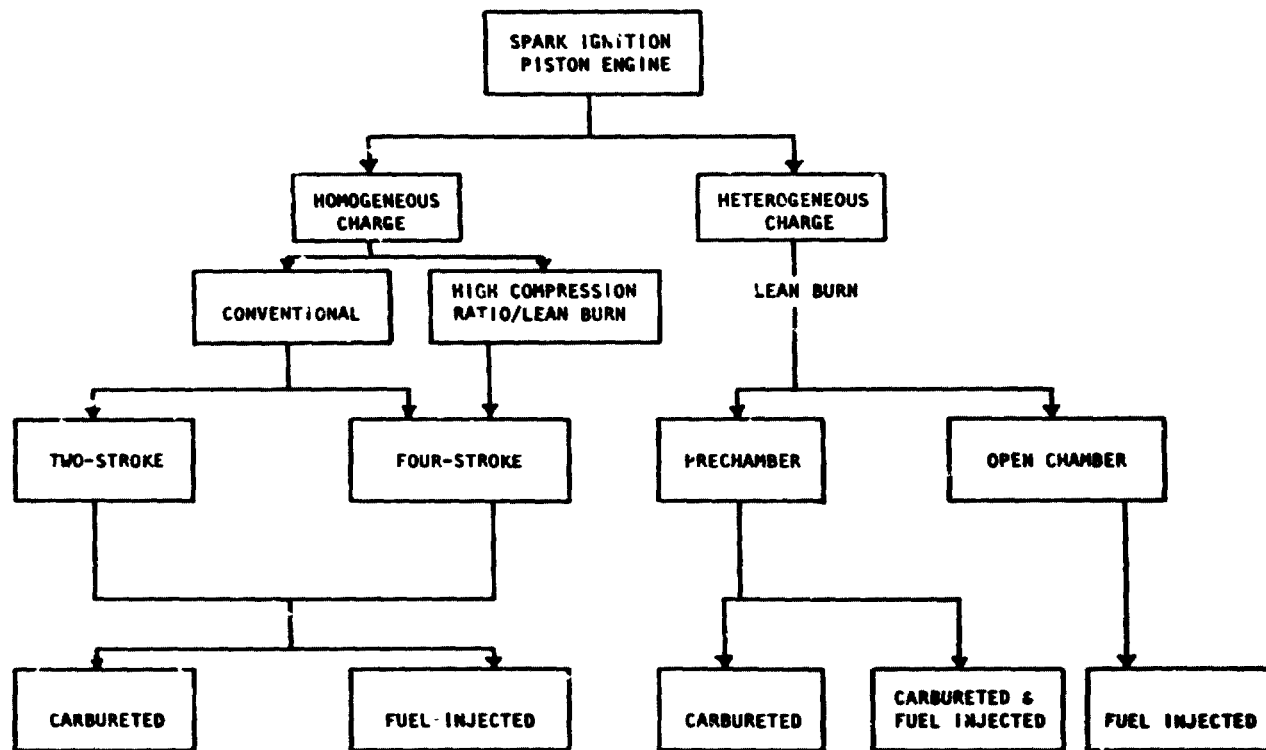 SPARK IGNITION
PISTON ENGINE
HOMOGENEOUS
CHARGE
HETEROGENEOUS
CHARGE
CONVENTIONAL
HIGH COMPRESSION
RATIO/LEAN BURN
LEAN BURN
TWO-STROKE
FOUR-STROKE
PRECHAMBER
OPEN CHAMBER
CARBURETED
FUEL-INJECTED
CARBURETED
CARBURETED &
FUEL INJECTED
FUEL INJECTED